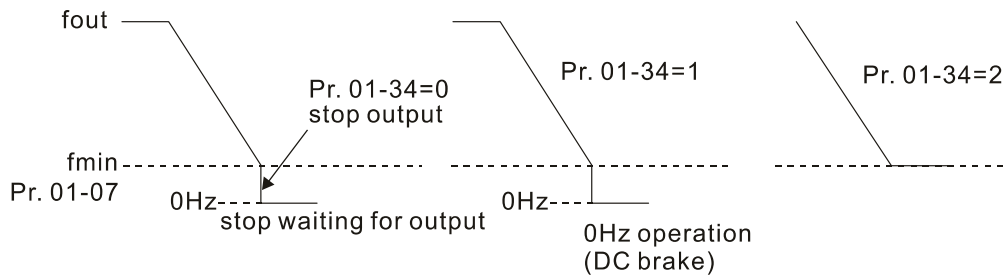 fout
Pr. 01-34=0
stop output
fmin
Pr. 01-07
0Hz
stop waiting for output
Pr. 01-34=1
0Hz
0Hz operation
(DC brake)
Pr. 01-34=2